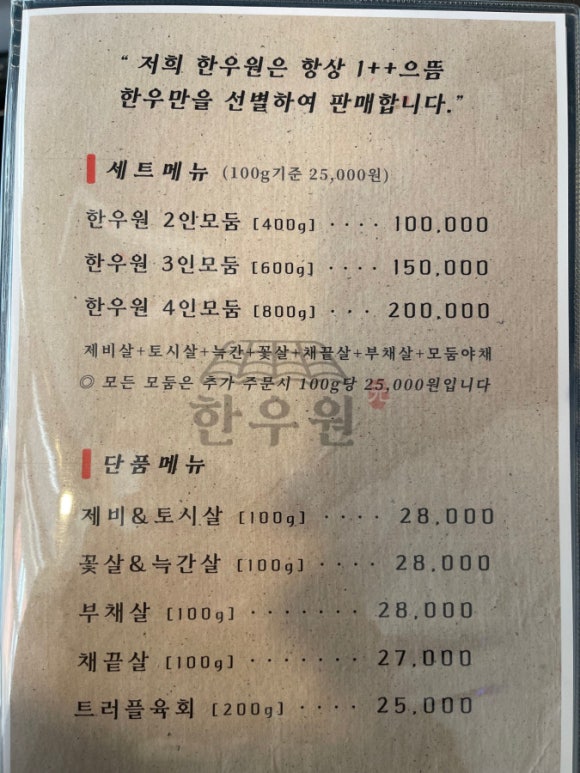 “ 저희 한우원은 항상 1++으뜸
한우만을 선별하여 판매합니다.”
세트메뉴 (100g기준 25,000원)
한우원 2인모둠 [400g] ···· 100,000
한우원 3인모둠 [600g] ···· 150,000
한우원 4인모둠 [800g] ··· 200,000
제비살+토시살+늑간+꽃살+채끝살+부채살+모둠야채
◎ 모든 모둠은 추가 주문시 100g당 25,000원입니다
한우원
단품메뉴
제비&토시살 [100g] ···· 28,000
꽃살&늑간살 [100g] ···· 28,000
부채살 [100g] ······· 28,000
채끝살 [100g] ······· 27,000
트러플육회 [200g] ···· 25,000